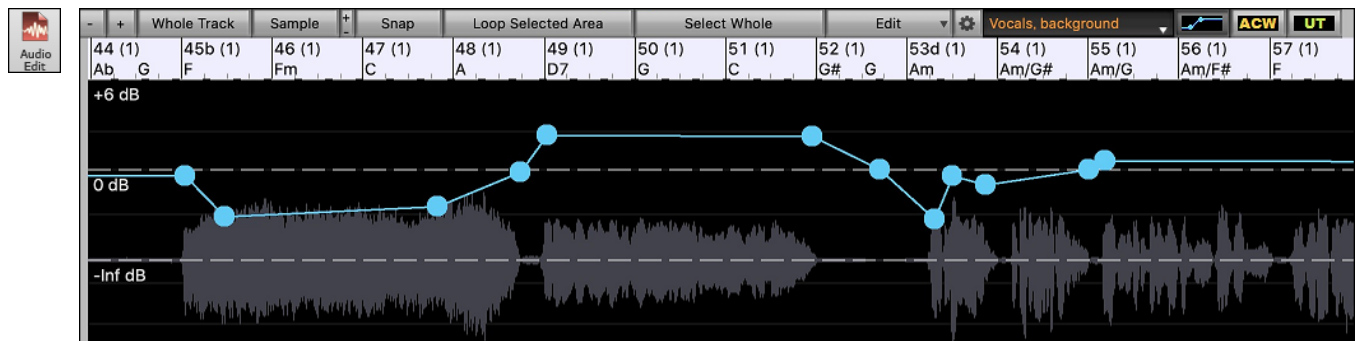 Audio
Edit
- + Whole Track Sample + - Snap Loop Selected Area Select Whole Edit Vocals, background ACW UT
44 (1) 45b (1) 46 (1) 47 (1) 48 (1) 49 (1) 50 (1) 51 (1) 52 (1) 53d (1) 54 (1) 55 (1) 56 (1) 57 (1)
Ab G F Fm C A D7 G C G# G Am Am/G# Am/G Am/F# F
+6 dB
0 dB
-Inf dB